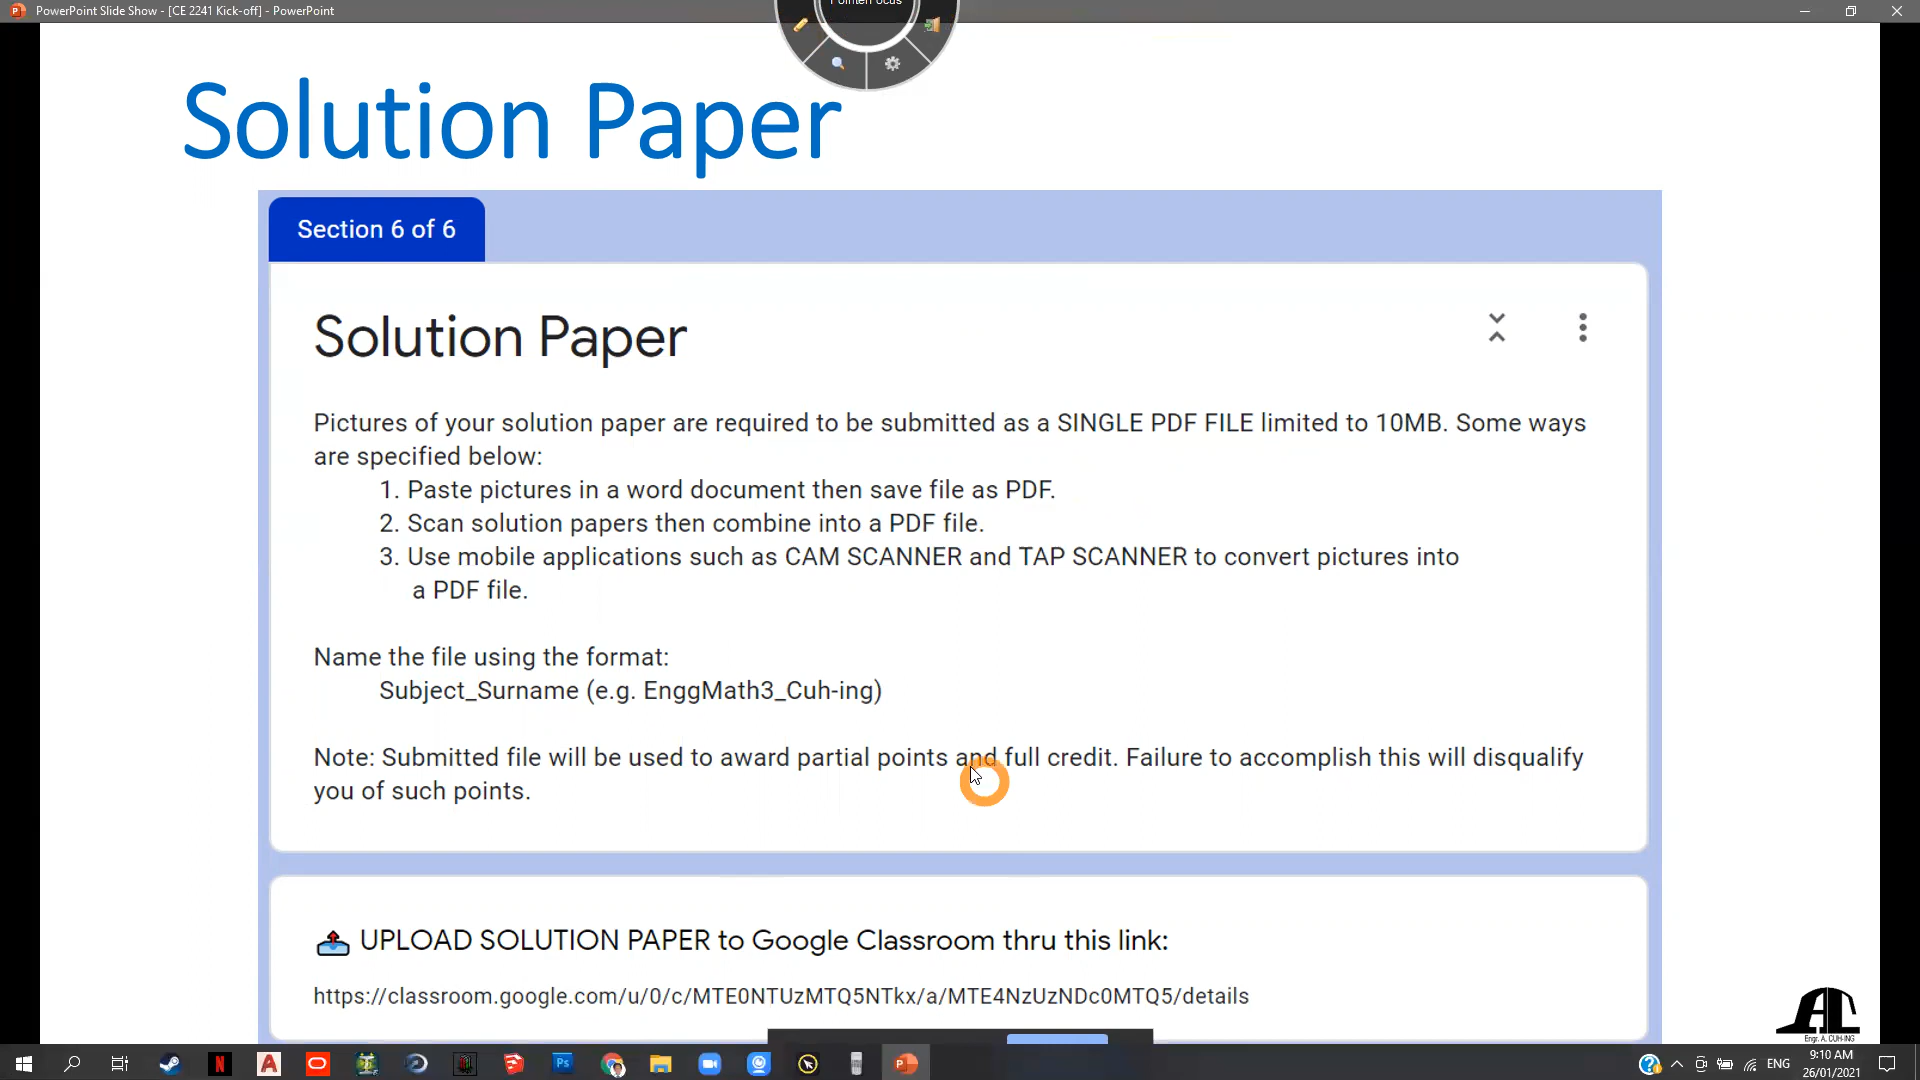 PowerPoint Slide Show - [CE 2241 Kick-off] - PowerPoint
PointerFocus
Solution Paper
Section 6 of 6
Solution Paper
Pictures of your solution paper are required to be submitted as a SINGLE PDF FILE limited to 10MB. Some ways
are specified below:
1. Paste pictures in a word document then save file as PDF.
2. Scan solution papers then combine into a PDF file.
3. Use mobile applications such as CAM SCANNER and TAP SCANNER to convert pictures into
a PDF file.
Name the file using the format:
Subject_Surname (e.g. EnggMath3_Cuh-ing)
Note: Submitted file will be used to award partial points and full credit. Failure to accomplish this will disqualify
you of such points.
UPLOAD SOLUTION PAPER to Google Classroom thru this link:
https://classroom.google.com/u/0/c/MTE0NTUzMTQ5NTkx/a/MTE4NzUzNDc0MTQ5/details
Engr. A. CUH-ING
ENG
9:10 AM
26/01/2021